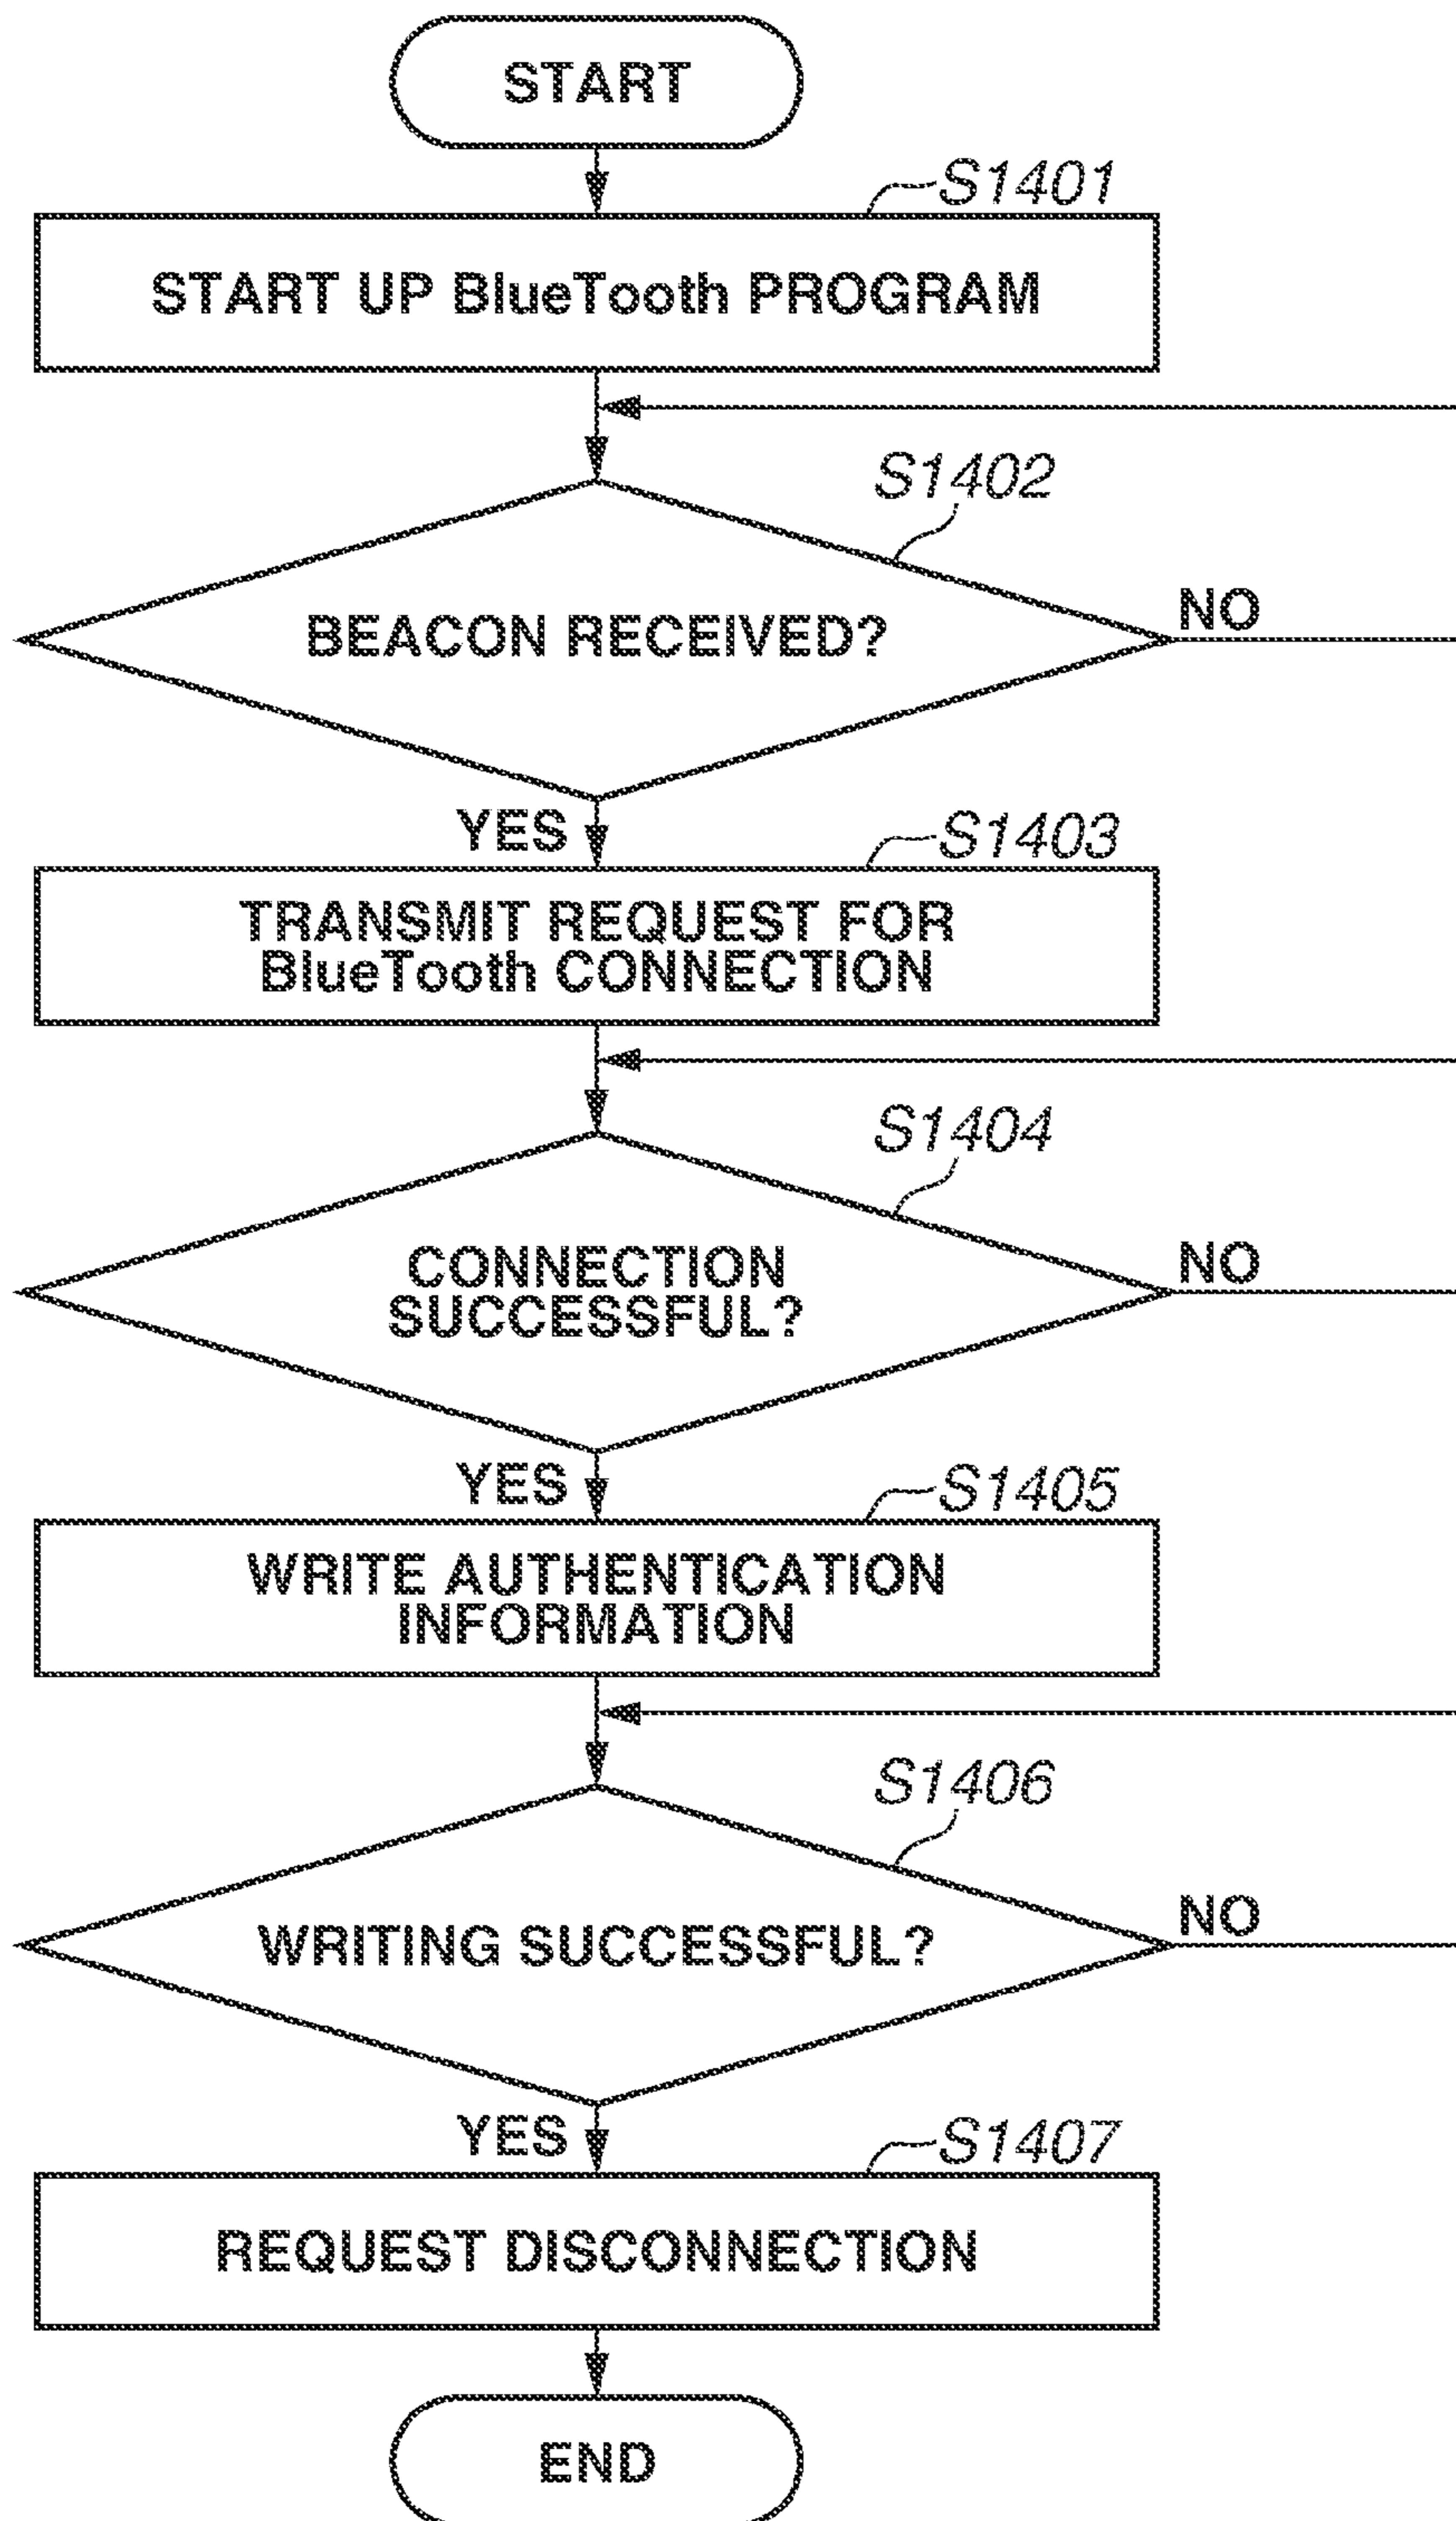 START
S1401
START UP BlueTooth PROGRAM
S1402
BEACON RECEIVED?
NO
YES
S1403
TRANSMIT REQUEST FOR
BlueTooth CONNECTION
S1404
CONNECTION
SUCCESSFUL?
NO
YES
S1405
WRITE AUTHENTICATION
INFORMATION
S1406
WRITING SUCCESSFUL?
NO
YES
S1407
REQUEST DISCONNECTION
END